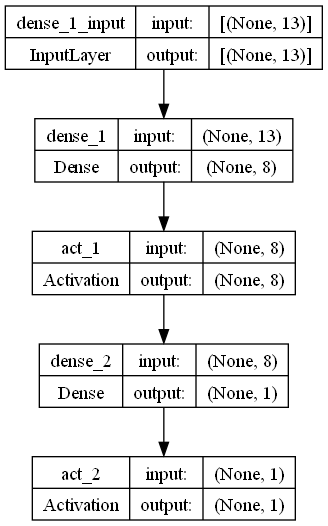 dense_1_input input: [(None, 13)]
InputLayer output: [(None, 13)]
dense_1 input: (None, 13)
Dense output: (None, 8)
act_1 input: (None, 8)
Activation output: (None, 8)
dense_2 input: (None, 8)
Dense output: (None, 1)
act_2 input: (None, 1)
Activation output: (None, 1)